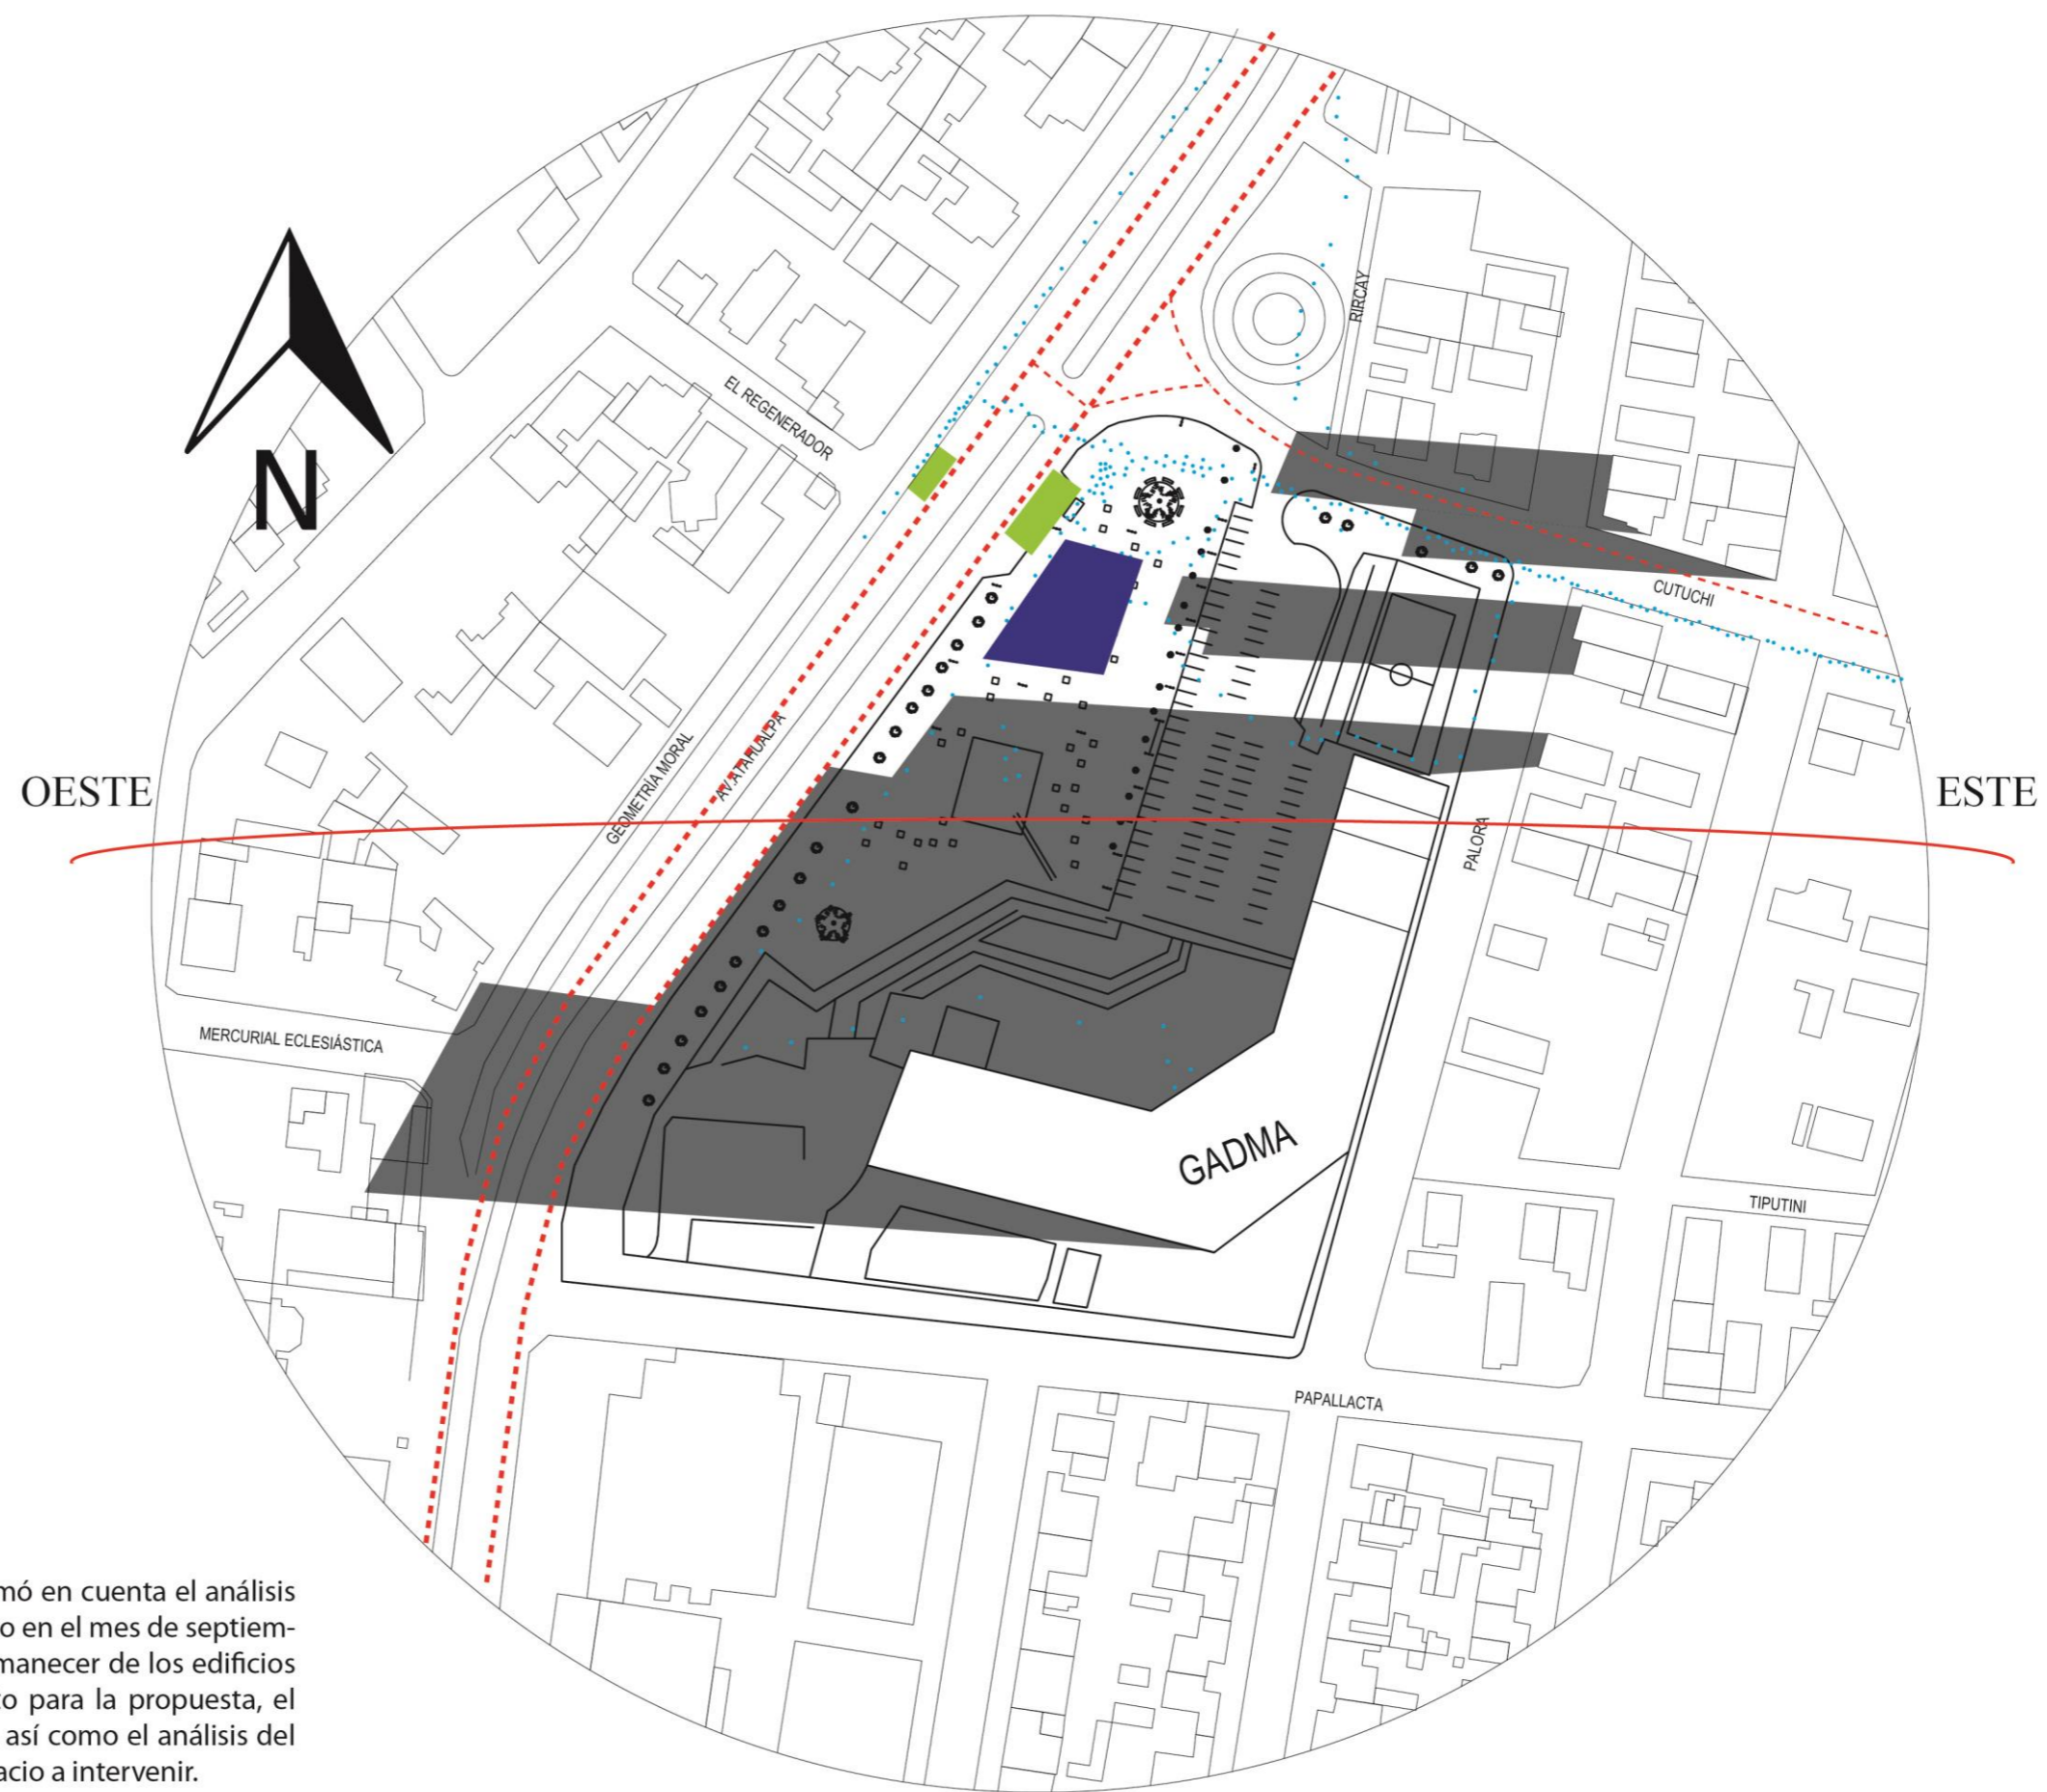 RIRCAY
EL REGENERADOR
N
CUTUCHI
OESTE
AV.ATAHUALPA
GEOMETRÍA MORAL
ESTE
PALORA
MERCURIAL ECLESIÁSTICA
GADMA
TIPUTINI
PAPALLACTA
mó en cuenta el análisis
o en el mes de septiem-
manecer de los edificios
to para la propuesta, el
así como el análisis del
acio a intervenir.